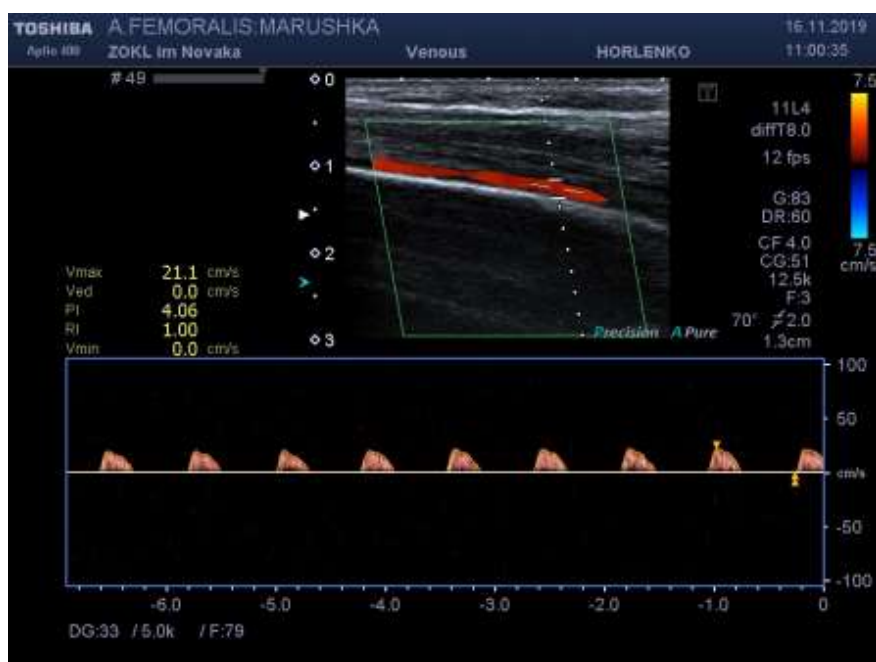 TOSHIBA A.FEMORALIS:MARUSHKA 16.11.2019
Aplio 400 ZOKL im Novaka Venous HORLENKO 11:00:35
#49
0
1
2
3
7.5
7.5
cm/s
T
11L4
diffT8.0
12 fps
G:83
DR:60
CF 4.0
CG:51
12.5k
F:3
70° 2.0
1.3cm
Precision A Pure
Vmax 21.1 cm/s
Ved 0.0 cm/s
PI 4.06
RI 1.00
Vmin 0.0 cm/s
100
50
cm/s
-50
-100
-6.0 -5.0 -4.0 -3.0 -2.0 -1.0 0
DG:33 /5.0k /F:79